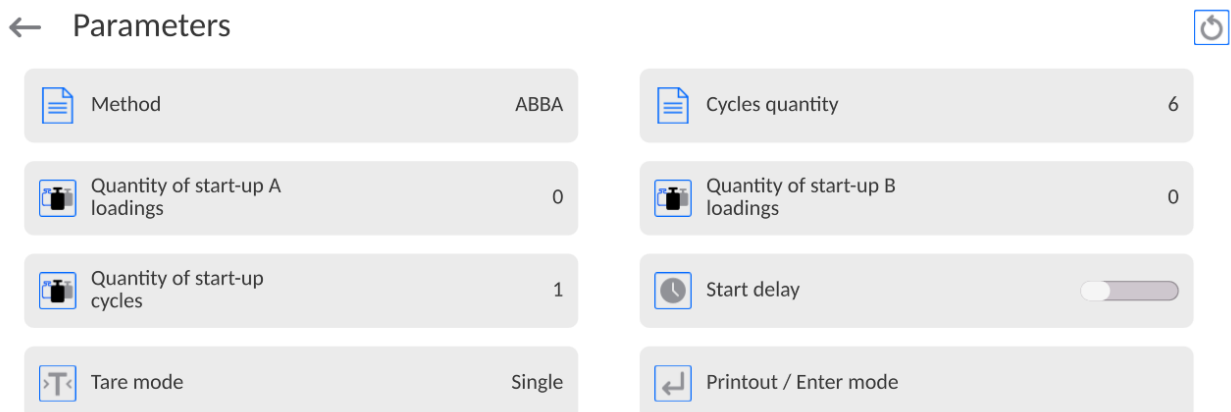 Parameters
Method
ABBA
Cycles quantity
6
Quantity of start-up A
loadings
0
Quantity of start-up B
loadings
0
Quantity of start-up
cycles
1
Start delay
Tare mode
Single
Printout / Enter mode